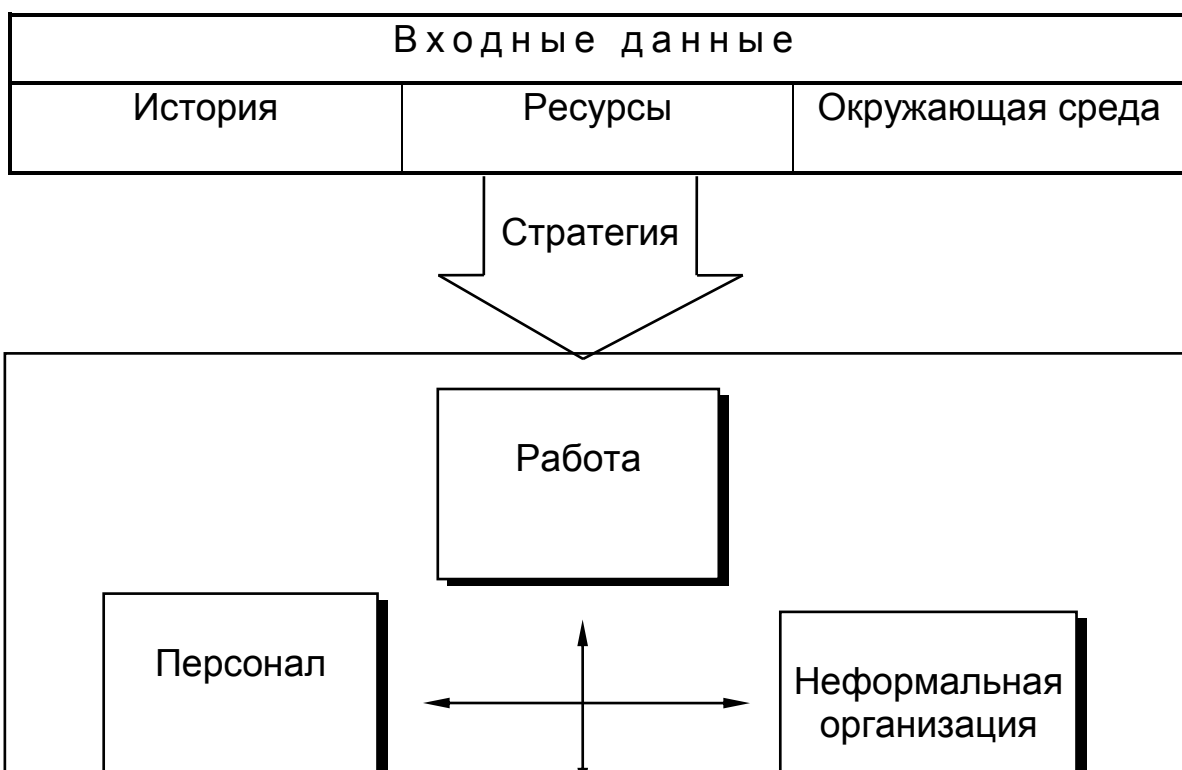 Входные данные
История
Ресурсы
Окружающая среда
Стратегия
Работа
Персонал
Неформальная
организация